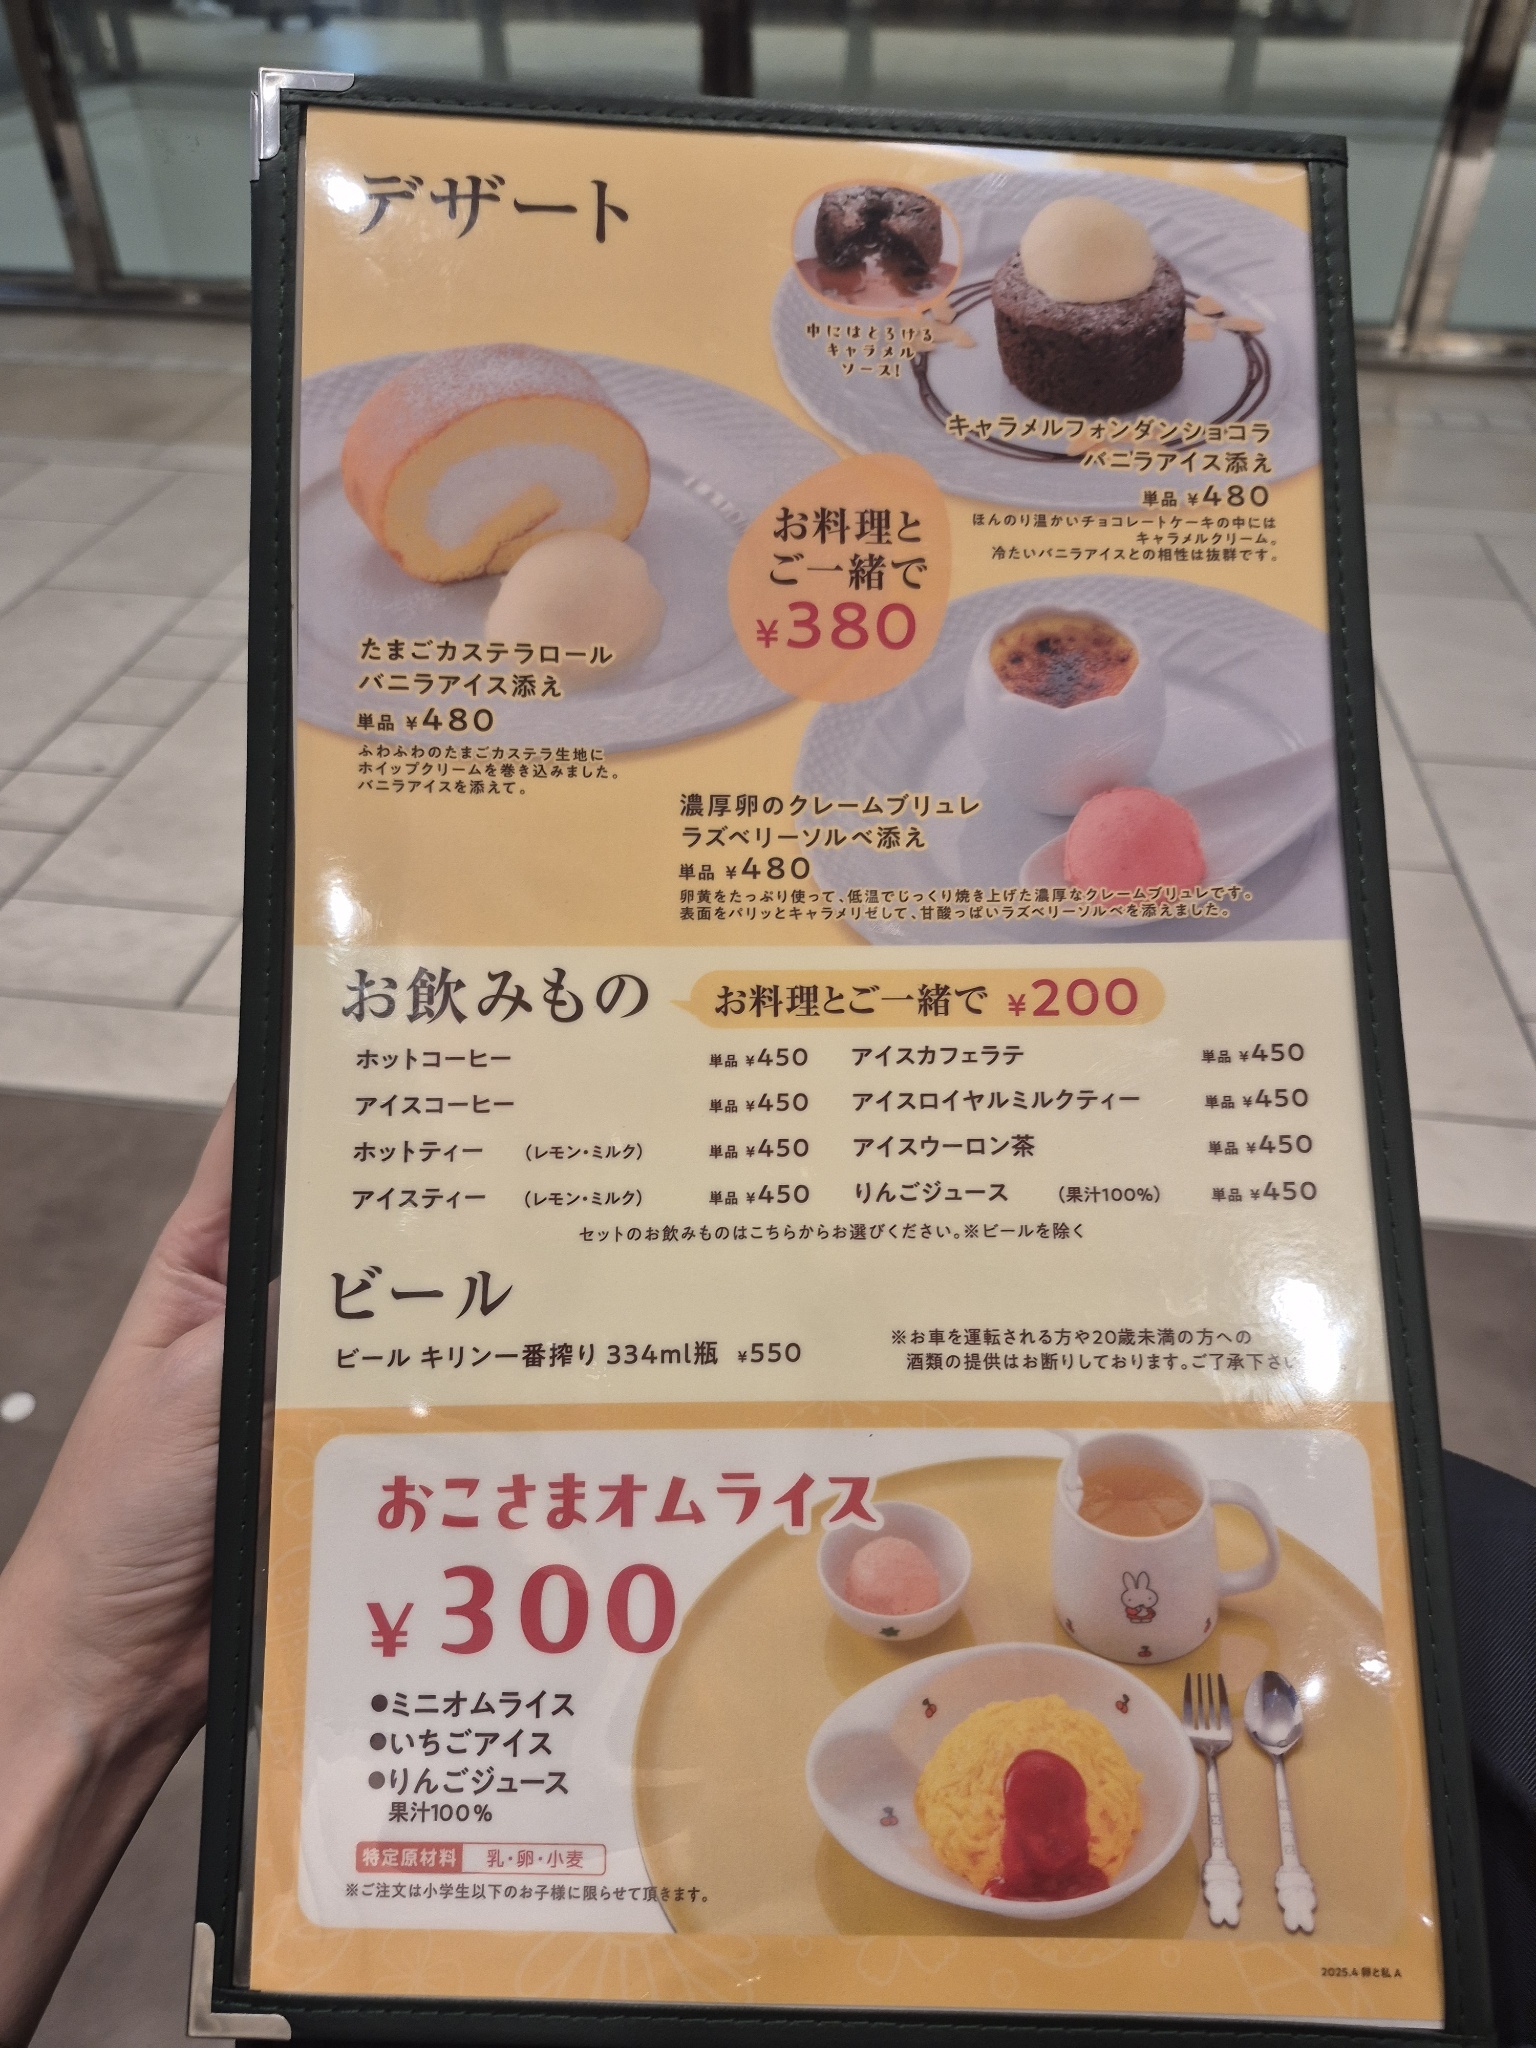 デザート
中にはとろける
キャラメル
ソース!
キャラメルフォンダンショコラ
バニラアイス添え
単品 ¥480
ほんのり温かいチョコレートケーキの中には
キャラメルクリーム。
冷たいバニラアイスとの相性は抜群です。
お料理と
ご一緒で
¥380
たまごカステラロール
バニラアイス添え
単品 ¥480
ふわふわのたまごカステラ生地に
ホイップクリームを巻き込みました。
バニラアイスを添えて。
濃厚卵のクレームブリュレ
ラズベリーソルベ添え
単品 ¥480
卵黄をたっぷり使って、低温でじっくり焼き上げた濃厚なクレームブリュレです。
表面をパリッとキャラメリゼして、甘酸っぱいラズベリーソルベを添えました。
お飲みもの お料理とご一緒で ¥200
ホットコーヒー 単品 ¥450 アイスカフェラテ 単品 ¥450
アイスコーヒー 単品 ¥450 アイスロイヤルミルクティー 単品 ¥450
ホットティー (レモン・ミルク) 単品 ¥450 アイスウーロン茶 単品 ¥450
アイスティー (レモン・ミルク) 単品 ¥450 りんごジュース (果汁100%) 単品 ¥450
セットのお飲みものはこちらからお選びください。※ビールを除く
ビール
ビール キリン一番搾り 334ml瓶 ¥550
※お車を運転される方や20歳未満の方への
酒類の提供はお断りしております。ご了承下さい
おこさまオムライス
¥300
●ミニオムライス
●いちごアイス
●りんごジュース
果汁100%
特定原材料 乳・卵・小麦
※ご注文は小学生以下のお子様に限らせて頂きます。
2025.4 卵と私 A